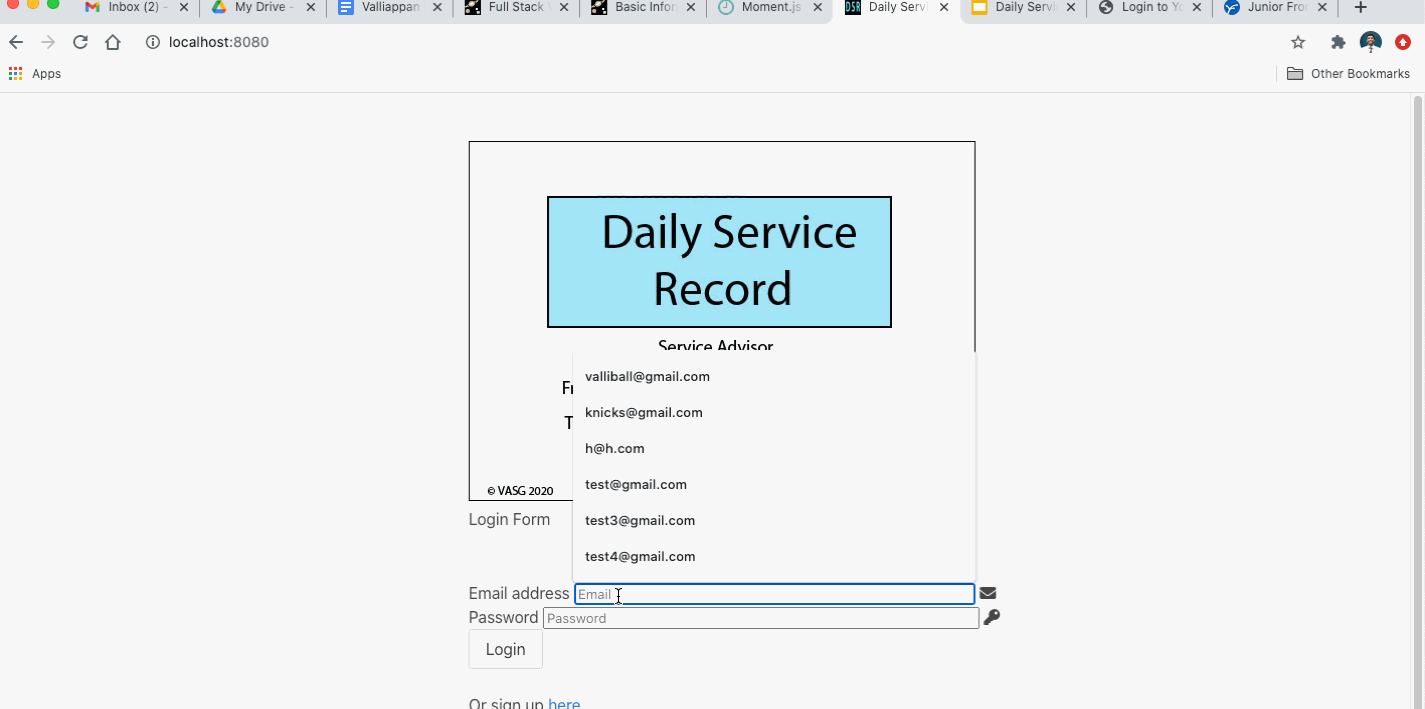 Inbox (2) - My Drive - Valliappan Full Stack Basic Infor Moment.js Daily Servi Daily Servi Login to Yo Junior Fro
localhost:8080
Apps Other Bookmarks
Daily Service
Record
Service Advisor
valliball@gmail.com
knicks@gmail.com
h@h.com
test@gmail.com
test3@gmail.com
test4@gmail.com
© VASG 2020
Login Form
Email address Email
Password Password
Login
Or sign up here